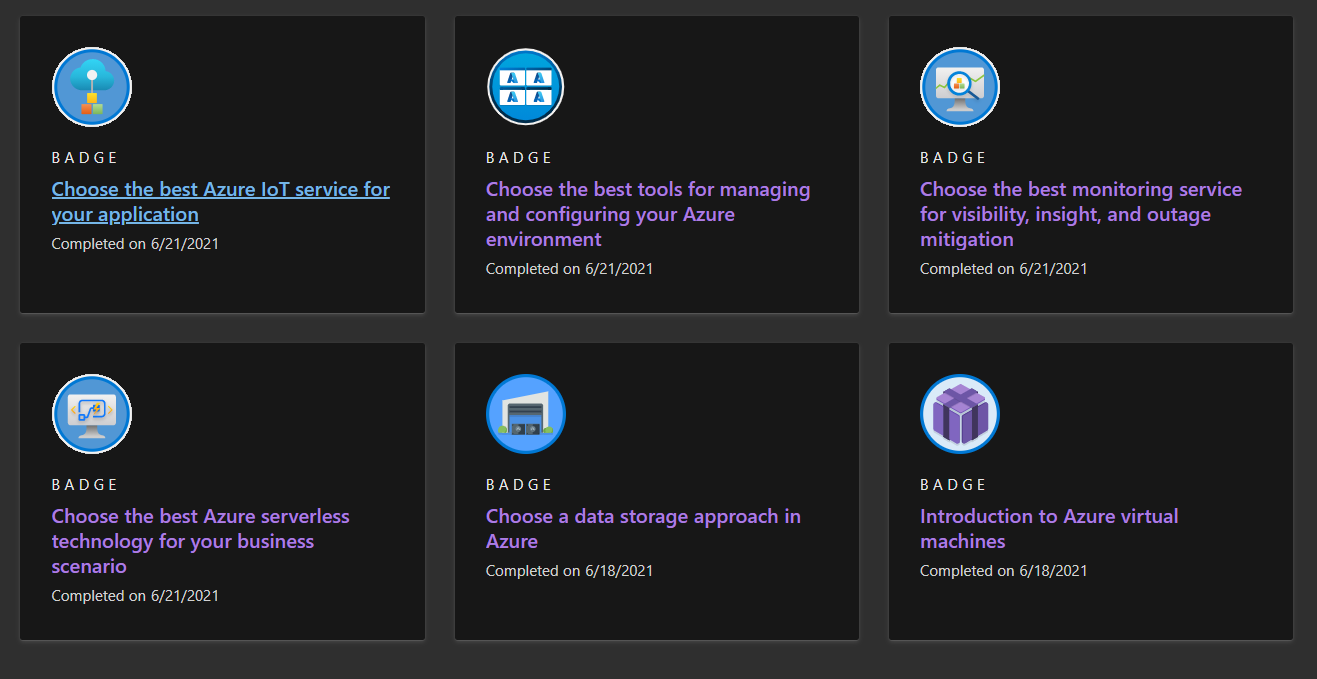 BADGE
Choose the best Azure IoT service for
your application
Completed on 6/21/2021
A A
A A
BADGE
Choose the best tools for managing
and configuring your Azure
environment
Completed on 6/21/2021
BADGE
Choose the best monitoring service
for visibility, insight, and outage
mitigation
Completed on 6/21/2021
BADGE
Choose the best Azure serverless
technology for your business
scenario
Completed on 6/21/2021
BADGE
Choose a data storage approach in
Azure
Completed on 6/18/2021
BADGE
Introduction to Azure virtual
machines
Completed on 6/18/2021